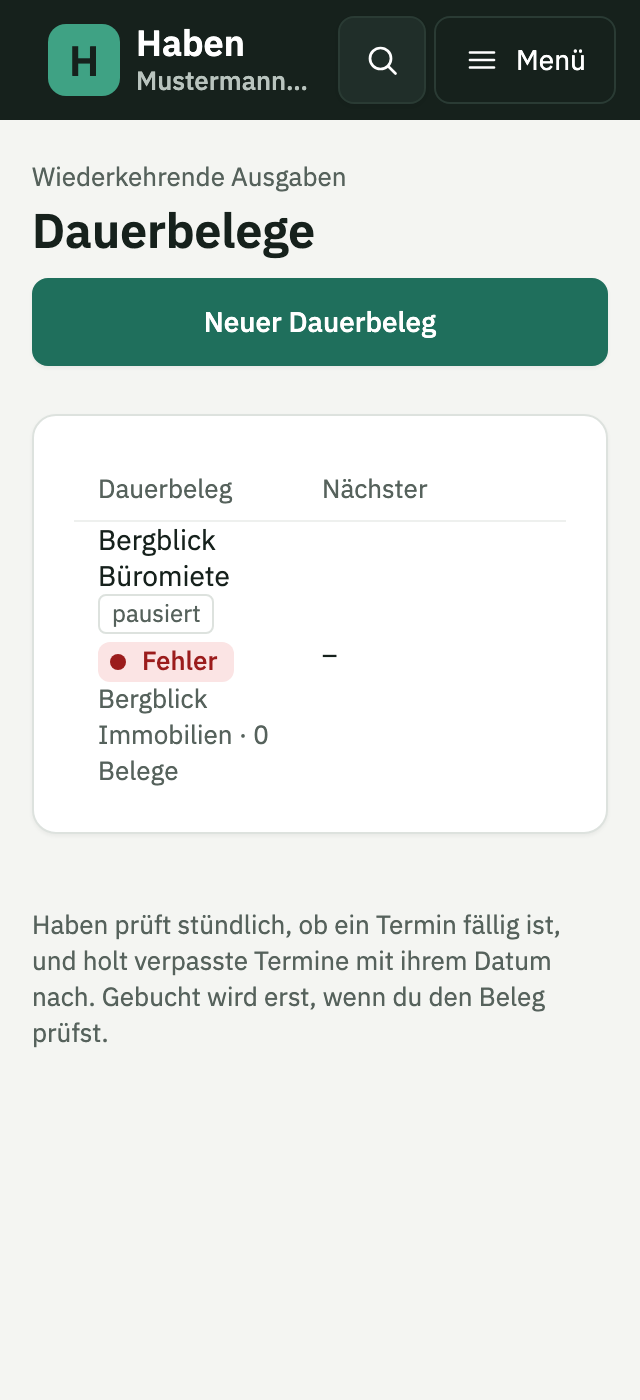 H
Haben
Mustermann...
Menü
Wiederkehrende Ausgaben
Dauerbelege
Neuer Dauerbeleg
Dauerbeleg Nächster
Bergblick
Büromiete
pausiert
Fehler
–
Bergblick
Immobilien · 0
Belege
Haben prüft stündlich, ob ein Termin fällig ist,
und holt verpasste Termine mit ihrem Datum
nach. Gebucht wird erst, wenn du den Beleg
prüfst.